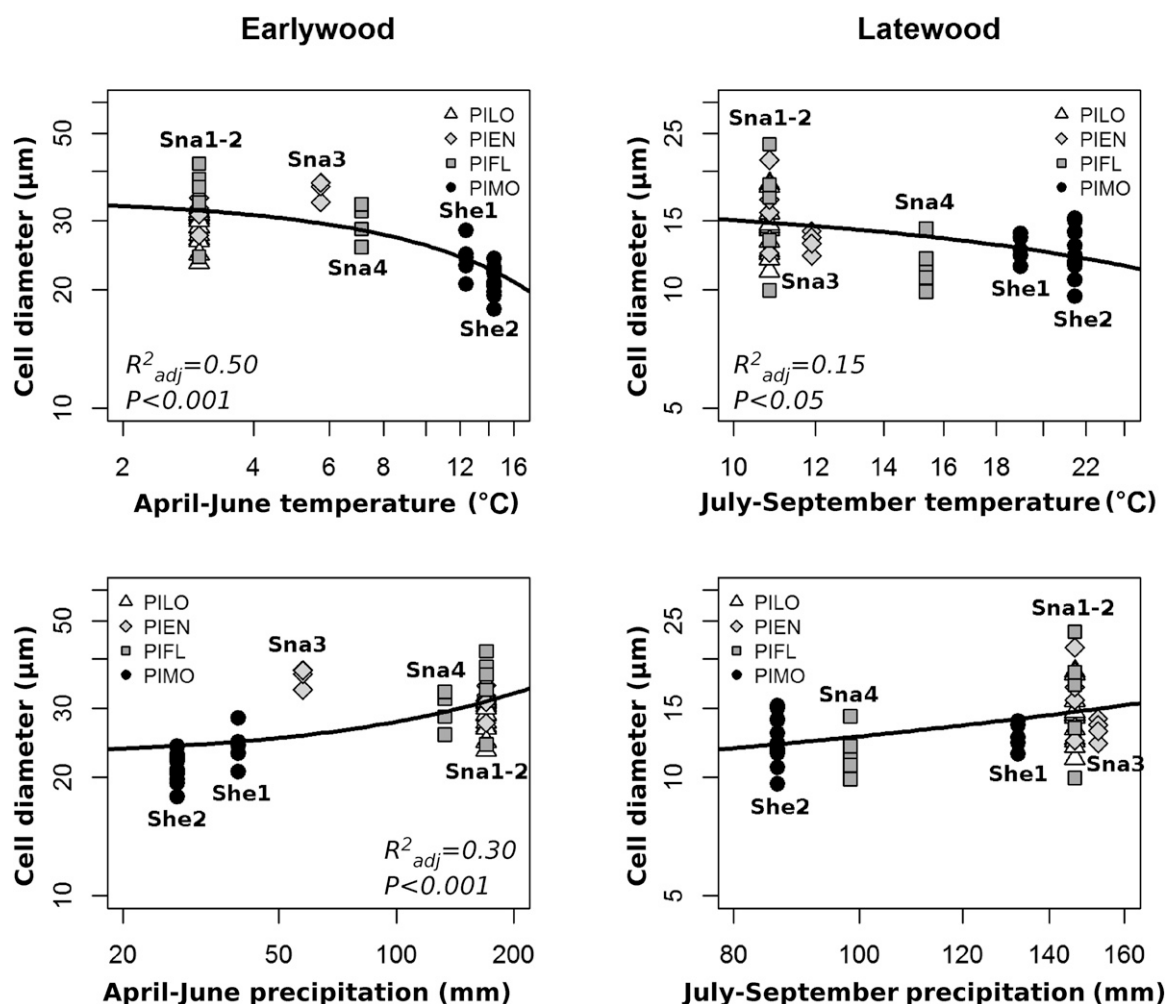 Earlywood
Latewood
Cell diameter (μm)
50
30
20
10
PILO
PIEN
PIFL
PIMO
Sna1-2
Sna3
Sna4
She1
She2
R²adj=0.50
P<0.001
2 4 6 8 12 16
April-June temperature (°C)
Cell diameter (μm)
25
15
10
5
PILO
PIEN
PIFL
PIMO
Sna1-2
Sna3
Sna4
She1
She2
R²adj=0.15
P<0.05
10 12 14 16 18 22
July-September temperature (°C)
Cell diameter (μm)
50
30
20
10
PILO
PIEN
PIFL
PIMO
Sna3
Sna4
She1
She2
Sna1-2
R²adj=0.30
P<0.001
20 50 100 200
April-June precipitation (mm)
Cell diameter (μm)
25
15
10
5
PILO
PIEN
PIFL
PIMO
Sna1-2
Sna4
She2
She1
Sna3
80 100 120 140 160
July-September precipitation (mm)